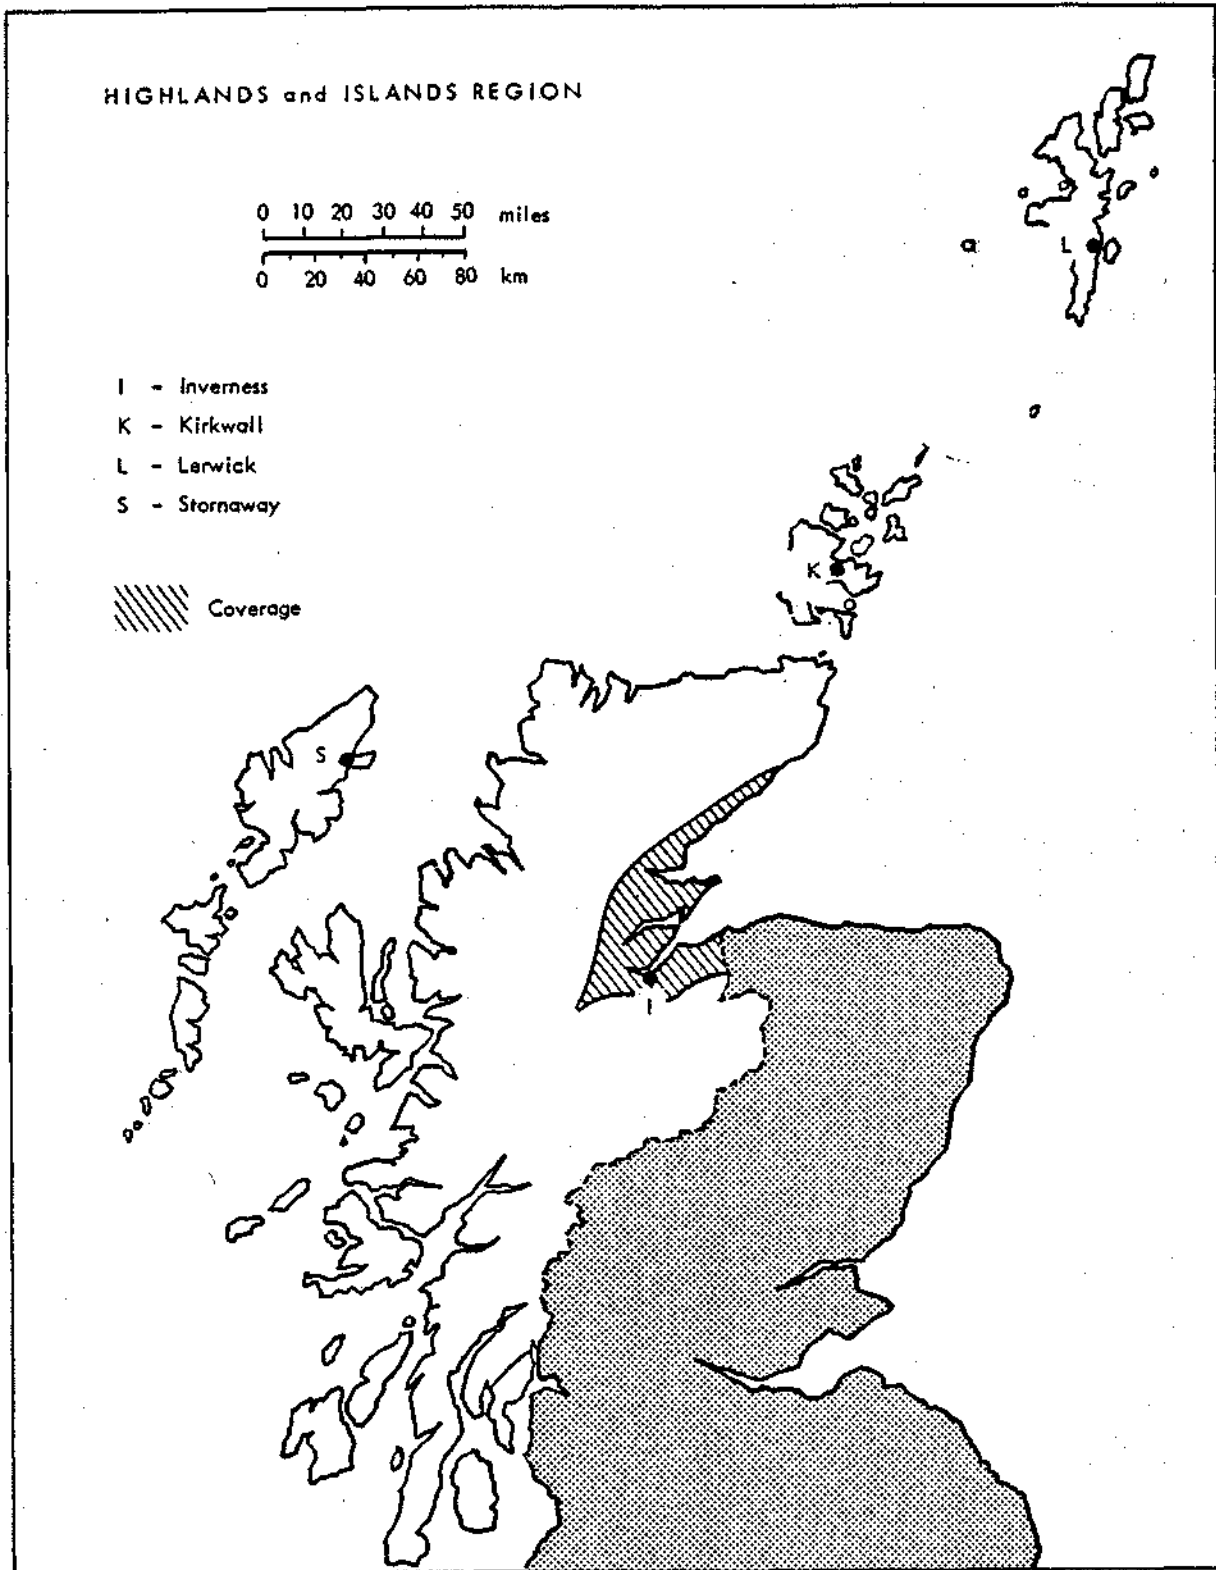 HIGHLANDS and ISLANDS REGION
0 10 20 30 40 50 miles
0 20 40 60 80 km
I - Inverness
K - Kirkwall
L - Lerwick
S - Stornaway
Coverage
L
K
S
I